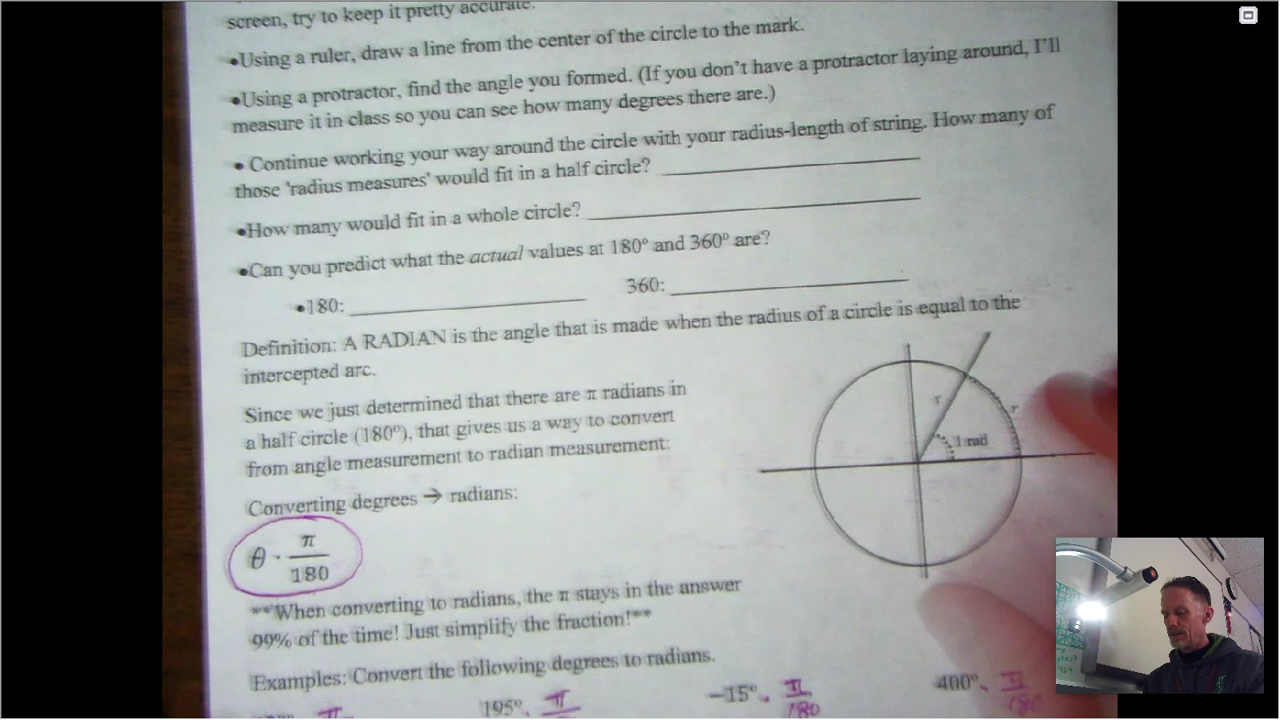 screen, try to keep it pretty accurate.
•Using a ruler, draw a line from the center of the circle to the mark.
•Using a protractor, find the angle you formed. (If you don't have a protractor laying around, I'll
measure it in class so you can see how many degrees there are.)
• Continue working your way around the circle with your radius-length of string. How many of
those 'radius measures' would fit in a half circle?
•How many would fit in a whole circle?
•Can you predict what the actual values at 180° and 360° are?
•180: 360:
Definition: A RADIAN is the angle that is made when the radius of a circle is equal to the
intercepted arc.
r
r
1 rad
Since we just determined that there are π radians in
a half circle (180°), that gives us a way to convert
from angle measurement to radian measurement:
Converting degrees → radians:
θ · π/180
**When converting to radians, the π stays in the answer
99% of the time! Just simplify the fraction!**
Examples: Convert the following degrees to radians.
195°. π -15°. π/180 400°. π/180